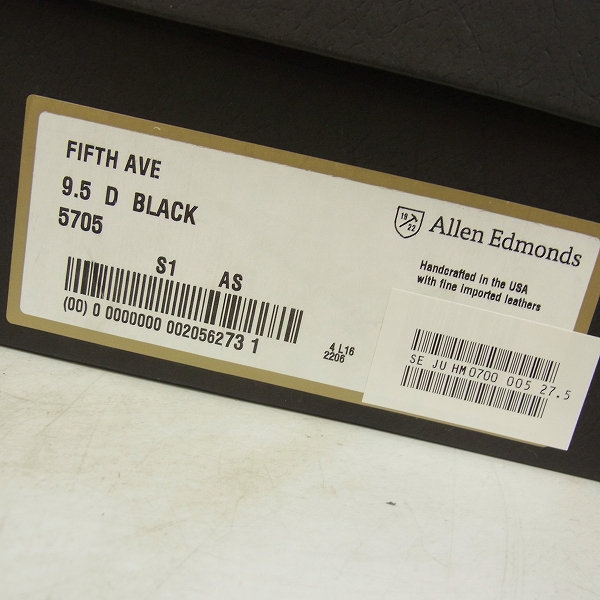 FIFTH AVE
9.5 D BLACK
5705
S1 AS
(00) 0 0000000 002056273 1
4 L16
2206
19 22
Allen Edmonds
Handcrafted in the USA
with fine imported leathers
SE JU HM 0700 005 27.5